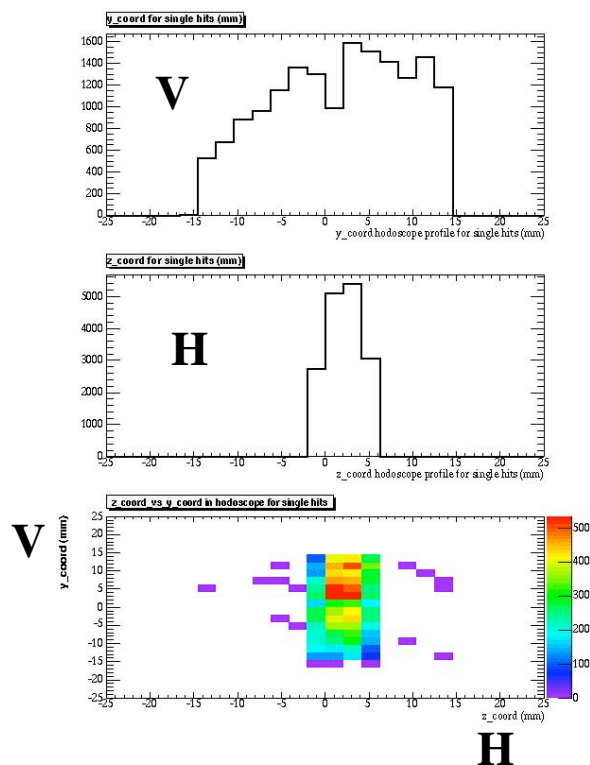 y_coord for single hits (mm)
1600
1400
1200
1000
800
600
400
200
0
V
-25 -20 -15 -10 -5 0 5 10 15 20 25
y_coord hodoscope profile for single hits (mm)
z_coord for single hits (mm)
5000
4000
3000
2000
1000
0
H
-25 -20 -15 -10 -5 0 5 10 15 20 25
z_coord hodoscope profile for single hits (mm)
z_coord_vs_y_coord in hodoscope for single hits
V
y_coord (mm)
25
20
15
10
5
0
-5
-10
-15
-20
-25
500
400
300
200
100
0
-25 -20 -15 -10 -5 0 5 10 15 20 25
z_coord (mm)
H